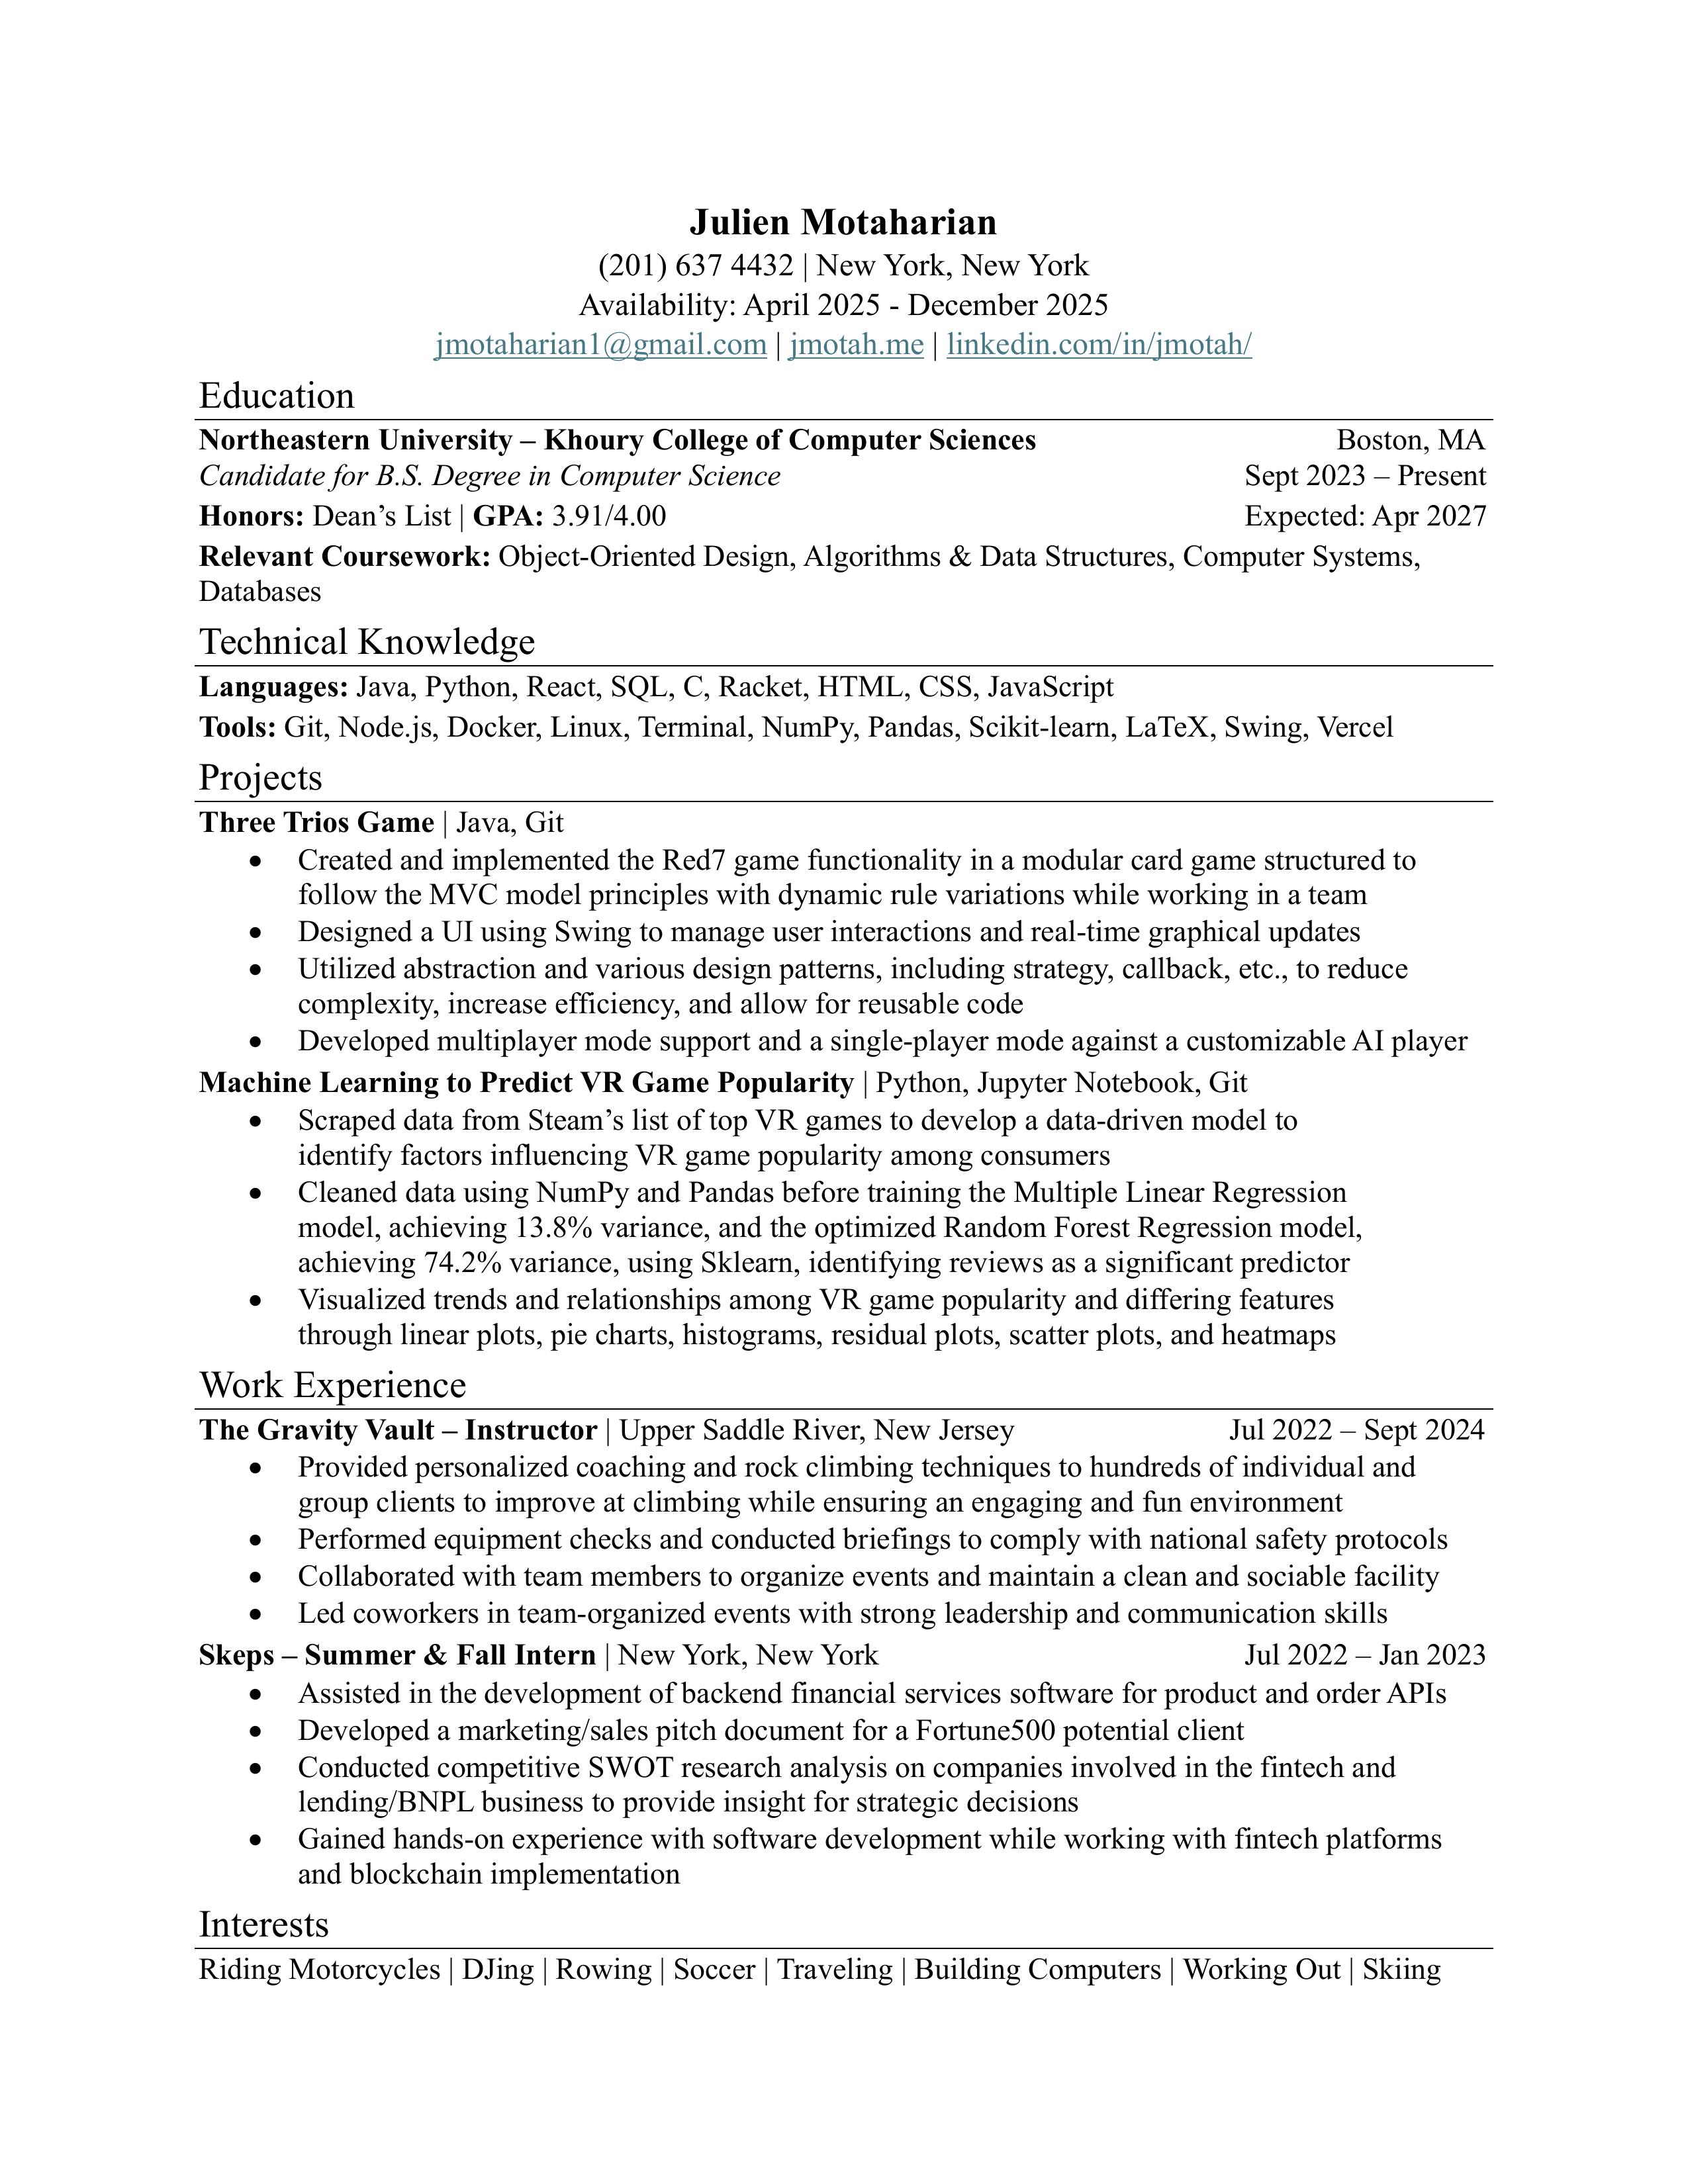 Julien Motaharian
(201) 637 4432 | New York, New York
Availability: April 2025 - December 2025
jmotaharian1@gmail.com | jmotah.me | linkedin.com/in/jmotah/
Education
Northeastern University – Khoury College of Computer Sciences Boston, MA
Candidate for B.S. Degree in Computer Science Sept 2023 – Present
Honors: Dean’s List | GPA: 3.91/4.00 Expected: Apr 2027
Relevant Coursework: Object-Oriented Design, Algorithms & Data Structures, Computer Systems,
Databases
Technical Knowledge
Languages: Java, Python, React, SQL, C, Racket, HTML, CSS, JavaScript
Tools: Git, Node.js, Docker, Linux, Terminal, NumPy, Pandas, Scikit-learn, LaTeX, Swing, Vercel
Projects
Three Trios Game | Java, Git
• Created and implemented the Red7 game functionality in a modular card game structured to
follow the MVC model principles with dynamic rule variations while working in a team
• Designed a UI using Swing to manage user interactions and real-time graphical updates
• Utilized abstraction and various design patterns, including strategy, callback, etc., to reduce
complexity, increase efficiency, and allow for reusable code
• Developed multiplayer mode support and a single-player mode against a customizable AI player
Machine Learning to Predict VR Game Popularity | Python, Jupyter Notebook, Git
• Scraped data from Steam’s list of top VR games to develop a data-driven model to
identify factors influencing VR game popularity among consumers
• Cleaned data using NumPy and Pandas before training the Multiple Linear Regression
model, achieving 13.8% variance, and the optimized Random Forest Regression model,
achieving 74.2% variance, using Sklearn, identifying reviews as a significant predictor
• Visualized trends and relationships among VR game popularity and differing features
through linear plots, pie charts, histograms, residual plots, scatter plots, and heatmaps
Work Experience
The Gravity Vault – Instructor | Upper Saddle River, New Jersey Jul 2022 – Sept 2024
• Provided personalized coaching and rock climbing techniques to hundreds of individual and
group clients to improve at climbing while ensuring an engaging and fun environment
• Performed equipment checks and conducted briefings to comply with national safety protocols
• Collaborated with team members to organize events and maintain a clean and sociable facility
• Led coworkers in team-organized events with strong leadership and communication skills
Skeps – Summer & Fall Intern | New York, New York Jul 2022 – Jan 2023
• Assisted in the development of backend financial services software for product and order APIs
• Developed a marketing/sales pitch document for a Fortune500 potential client
• Conducted competitive SWOT research analysis on companies involved in the fintech and
lending/BNPL business to provide insight for strategic decisions
• Gained hands-on experience with software development while working with fintech platforms
and blockchain implementation
Interests
Riding Motorcycles | DJing | Rowing | Soccer | Traveling | Building Computers | Working Out | Skiing